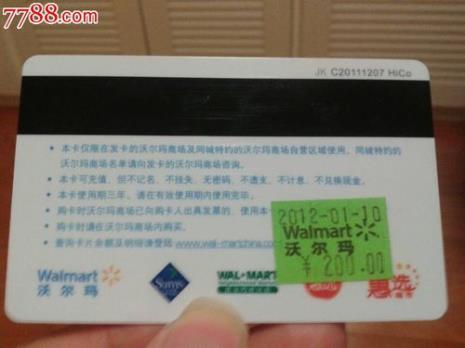 7788.com
JK C20111207 HiCo
• 本卡仅限在发卡的沃尔玛商场及同城特约的沃尔玛商场自营区域使用。同城特约的
沃尔玛商场名单请向发卡的沃尔玛商场咨询。
• 本卡可充值，但不记名、不挂失、无密码、不透支、不计息、不兑换现金。
• 本卡使用期三年。请在有效使用期内使用完毕。
• 购卡时沃尔玛商场已向购卡人出具发票的，使用本
购卡时请在沃尔玛商场内购买。
• 查询卡片余额及明细请登陆 www.wal-martchina.co
2012-01-10
Walmart
沃尔玛
￥200.00
Walmart
沃尔玛
Sam's
WAL★MART
惠选